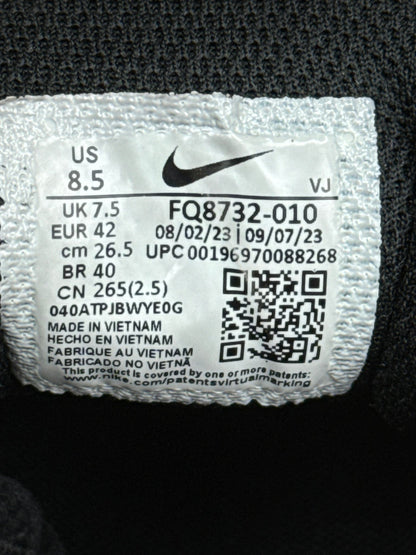 US
8.5
VJ
UK 7.5
FQ8732-010
EUR 42
08/02/23 | 09/07/23
cm 26.5
UPC 00196970088268
BR 40
CN 265(2.5)
040ATPJBWYE0G
MADE IN VIETNAM
HECHO EN VIETNAM
FABRIQUE AU VIETNAM
FABRICADO NO VIETNÃ
This product is covered by one or more patents:
www.nike.com/patentsvirtualmarking